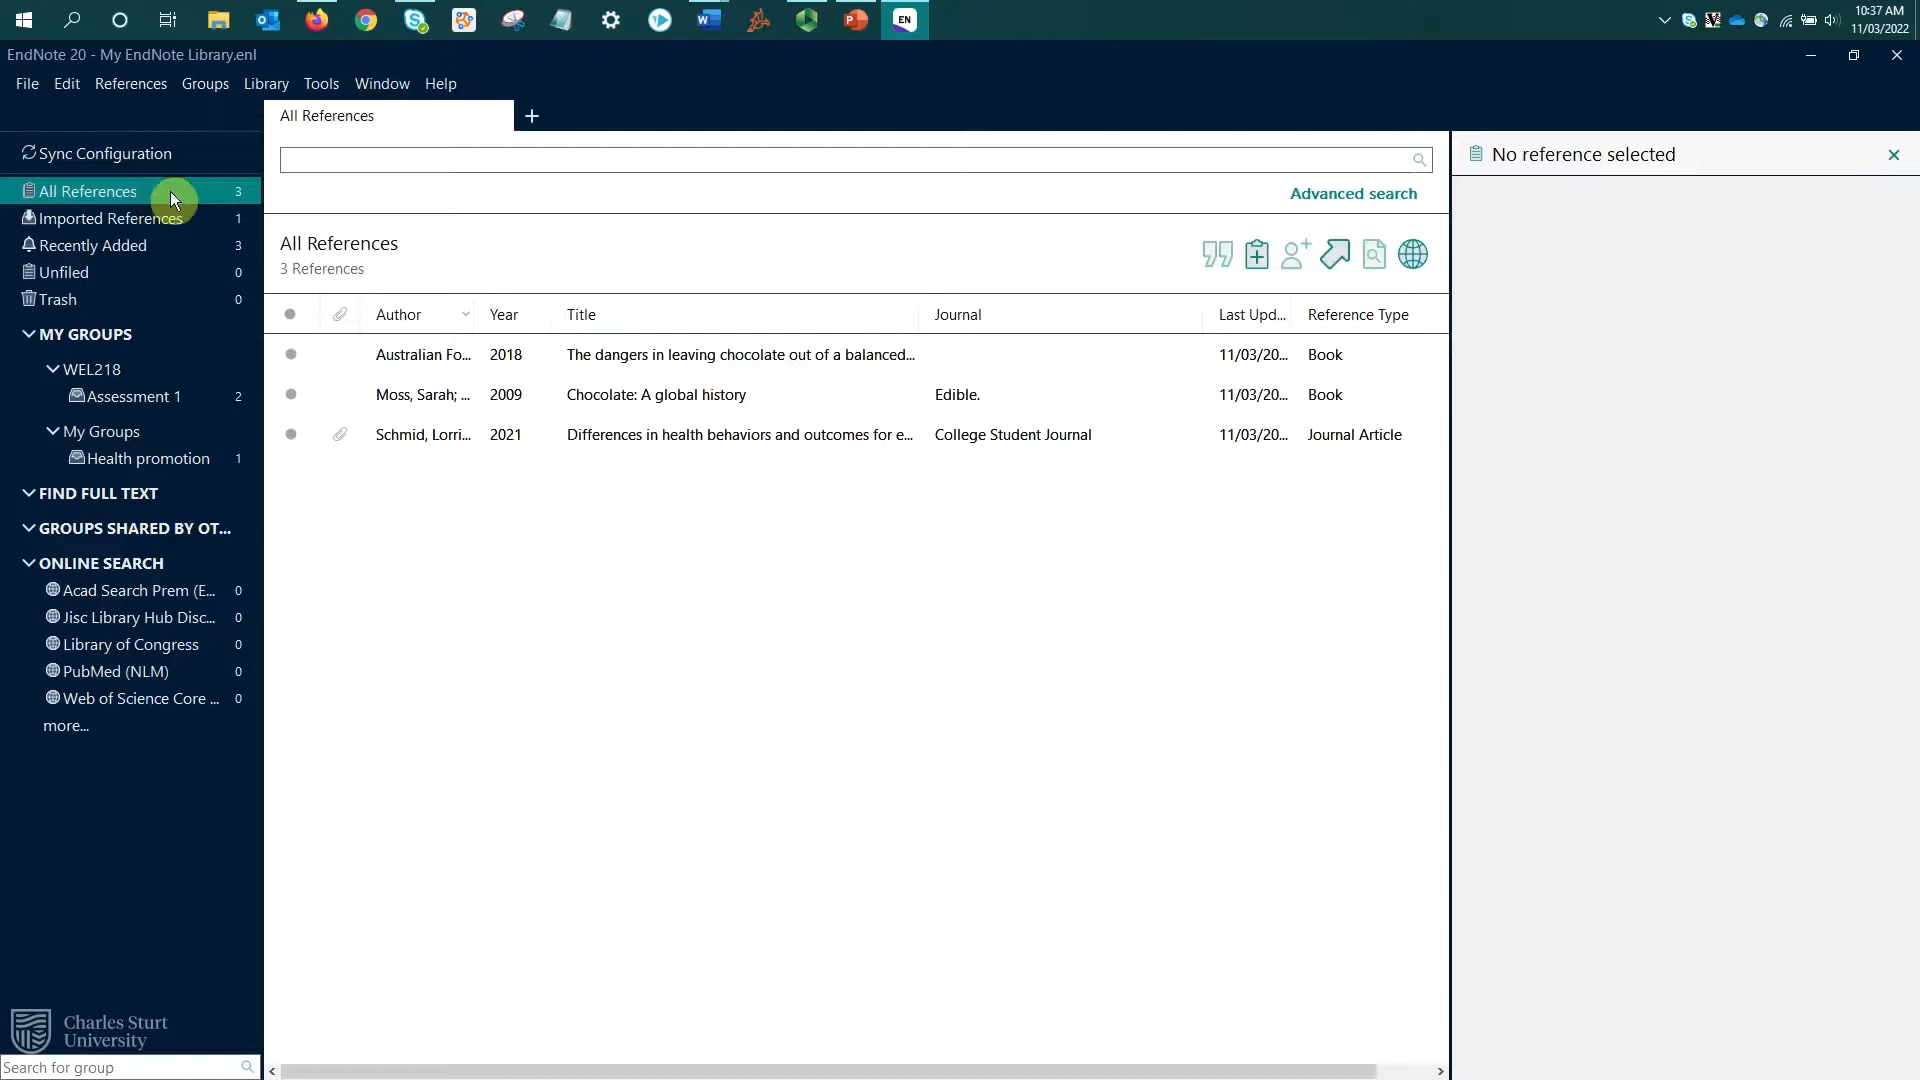 10:37 AM
11/03/2022
EndNote 20 - My EndNote Library.enl
File Edit References Groups Library Tools Window Help
All References
Sync Configuration
All References 3
Imported References 1
Recently Added 3
Unfiled 0
Trash 0
MY GROUPS
WEL218
Assessment 1 2
My Groups
Health promotion 1
FIND FULL TEXT
GROUPS SHARED BY OT...
ONLINE SEARCH
Acad Search Prem (E... 0
Jisc Library Hub Disc... 0
Library of Congress 0
PubMed (NLM) 0
Web of Science Core ... 0
more...
Charles Sturt
University
Search for group
Advanced search
All References
3 References
Author Year Title Journal Last Upd... Reference Type
Australian Fo... 2018 The dangers in leaving chocolate out of a balanced... 11/03/20... Book
Moss, Sarah; ... 2009 Chocolate: A global history Edible. 11/03/20... Book
Schmid, Lorri... 2021 Differences in health behaviors and outcomes for e... College Student Journal 11/03/20... Journal Article
No reference selected